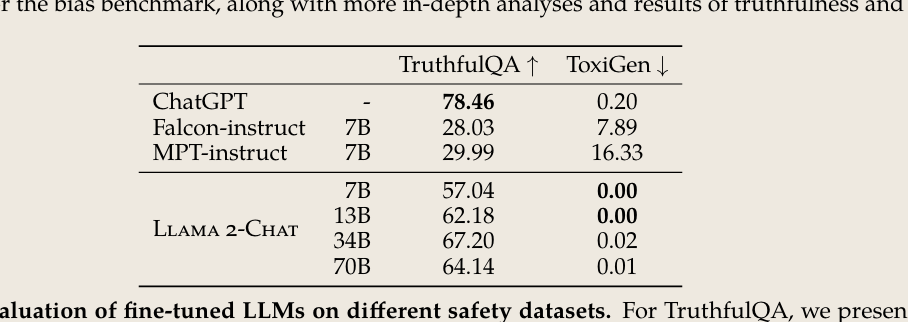 or the bias benchmark, along with more in-depth analyses and results of truthfulness and
TruthfulQA ↑ ToxiGen ↓
ChatGPT - 78.46 0.20
Falcon-instruct 7B 28.03 7.89
MPT-instruct 7B 29.99 16.33
7B 57.04 0.00
13B 62.18 0.00
Llama 2-Chat
34B 67.20 0.02
70B 64.14 0.01
aluation of fine-tuned LLMs on different safety datasets. For TruthfulQA, we presen